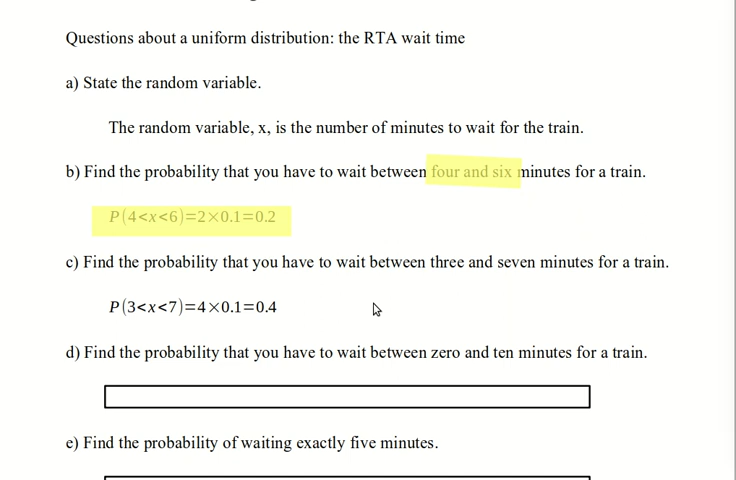 Questions about a uniform distribution: the RTA wait time
a) State the random variable.
The random variable, x, is the number of minutes to wait for the train.
b) Find the probability that you have to wait between four and six minutes for a train.
P(4<x<6)=2×0.1=0.2
c) Find the probability that you have to wait between three and seven minutes for a train.
P(3<x<7)=4×0.1=0.4
d) Find the probability that you have to wait between zero and ten minutes for a train.
e) Find the probability of waiting exactly five minutes.